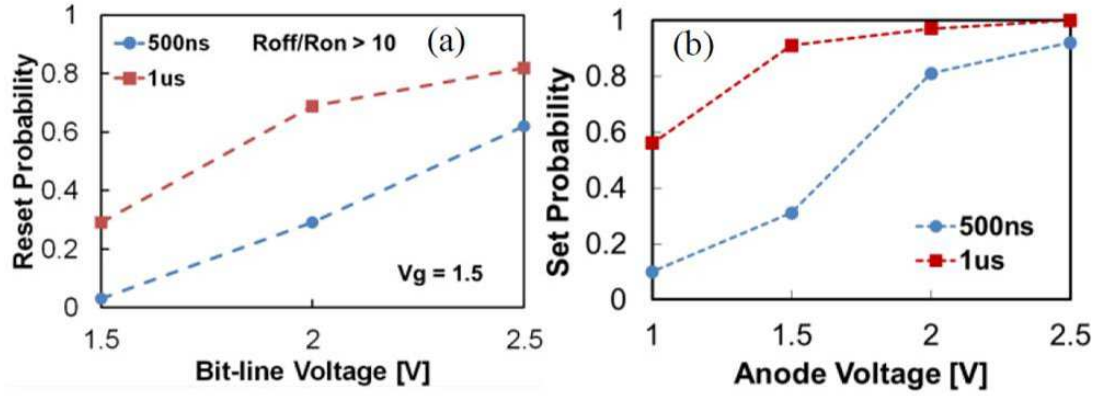 500ns
1us
Roff/Ron > 10
(a)
Vg = 1.5
Reset Probability
1
0.8
0.6
0.4
0.2
0
1.5
2
2.5
Bit-line Voltage [V]
(b)
500ns
1us
Set Probability
1
0.8
0.6
0.4
0.2
0
1
1.5
2
2.5
Anode Voltage [V]